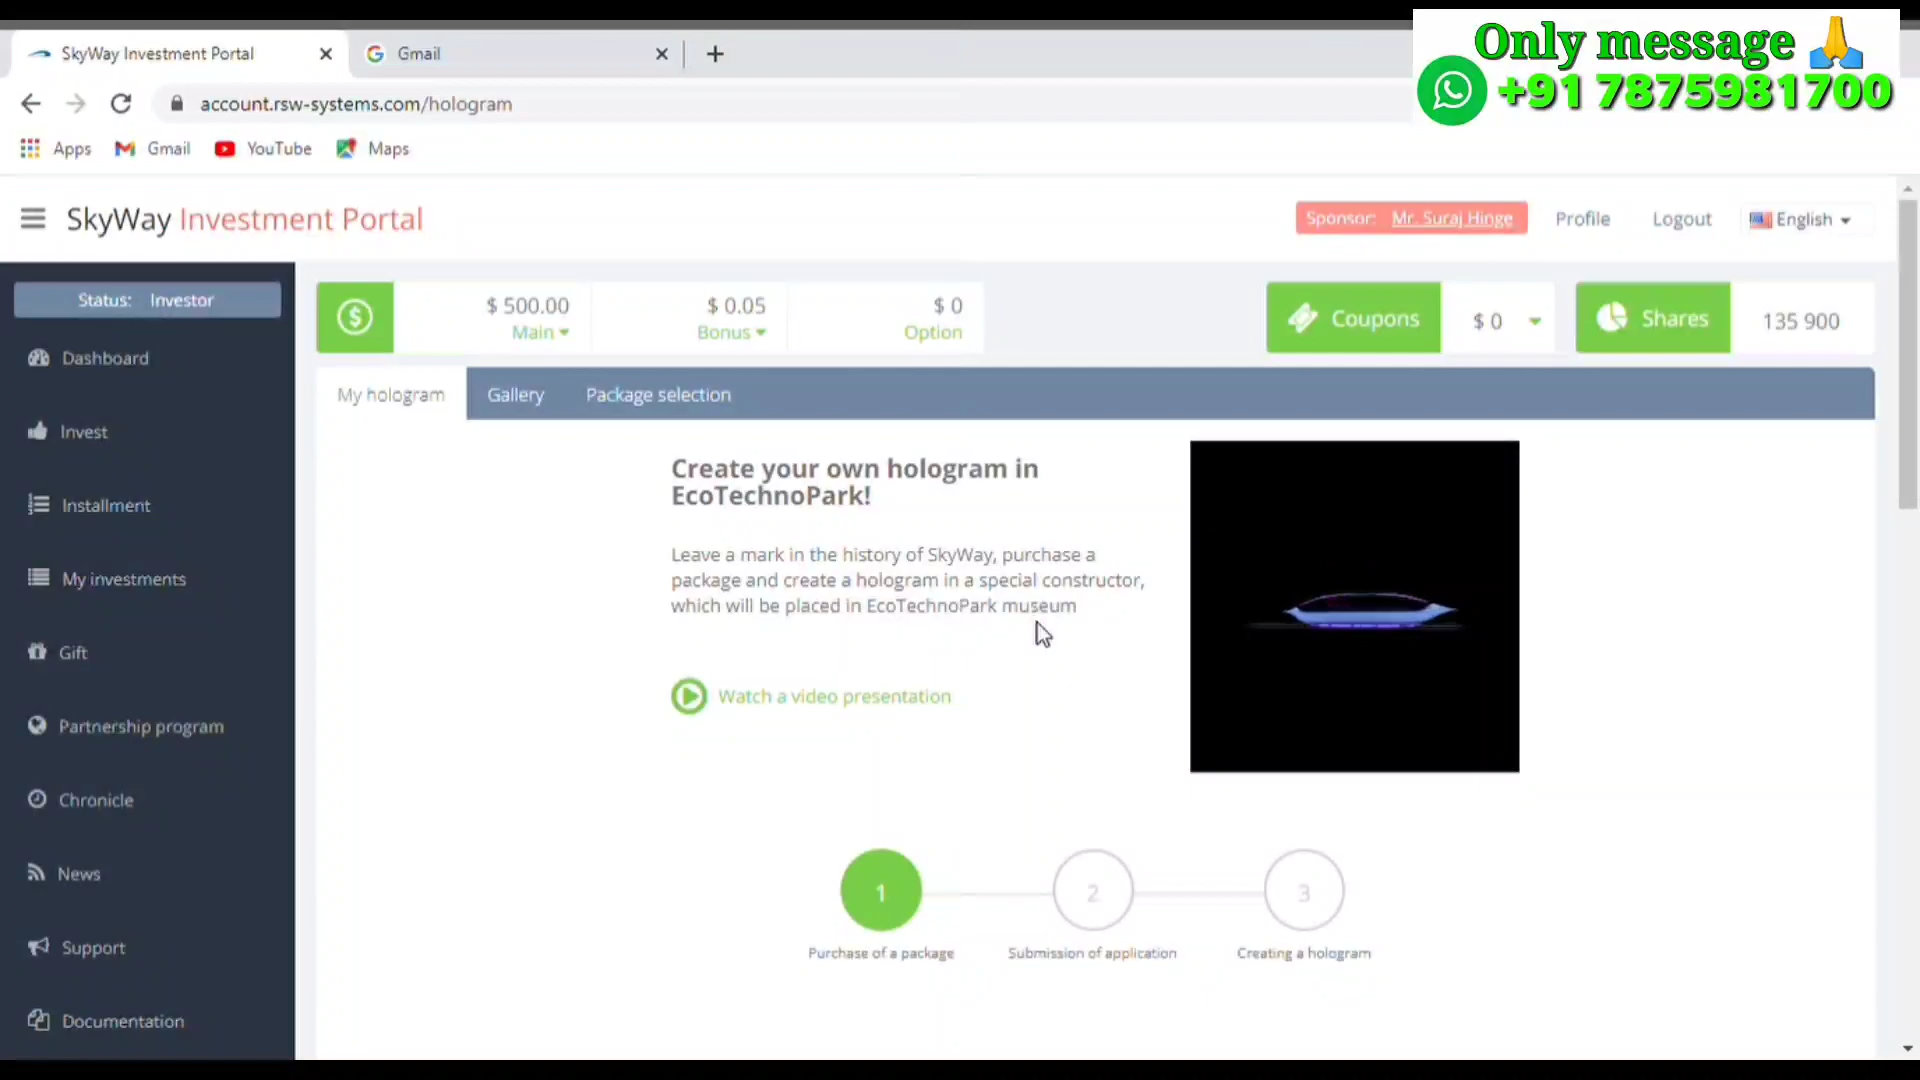 Only message 🙏
+91 7875981700
SkyWay Investment Portal
Gmail
account.rsw-systems.com/hologram
Apps
Gmail
YouTube
Maps
SkyWay Investment Portal
Sponsor: Mr. Suraj Hinge
Profile
Logout
English
Status: Investor
Dashboard
Invest
Installment
My investments
Gift
Partnership program
Chronicle
News
Support
Documentation
$ 500.00
Main
$ 0.05
Bonus
$ 0
Option
Coupons
$ 0
Shares
135 900
My hologram
Gallery
Package selection
Create your own hologram in
EcoTechnoPark!
Leave a mark in the history of SkyWay, purchase a
package and create a hologram in a special constructor,
which will be placed in EcoTechnoPark museum
Watch a video presentation
1
2
3
Purchase of a package
Submission of application
Creating a hologram